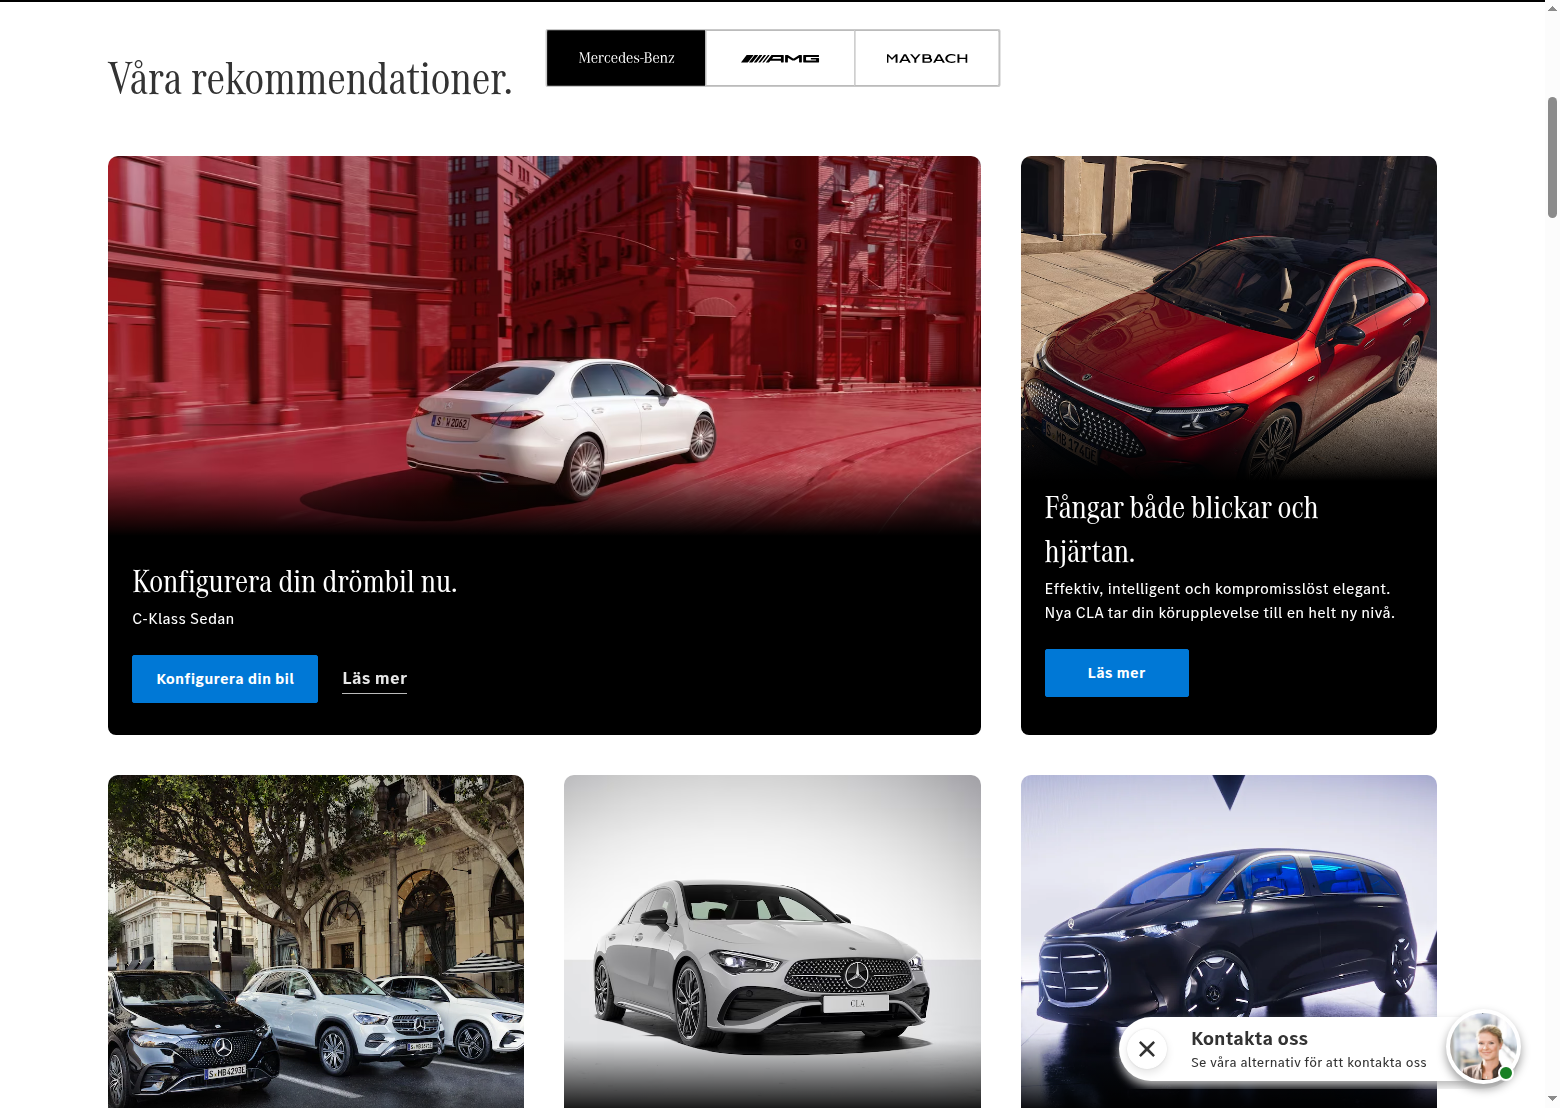 Våra rekommendationer.
Mercedes-Benz
AMG
MAYBACH
S·W 2062
Konfigurera din drömbil nu.
C-Klass Sedan
Konfigurera din bil
Läs mer
Fångar både blickar och
hjärtan.
Effektiv, intelligent och kompromisslöst elegant.
Nya CLA tar din körupplevelse till en helt ny nivå.
Läs mer
CLA
Kontakta oss
Se våra alternativ för att kontakta oss